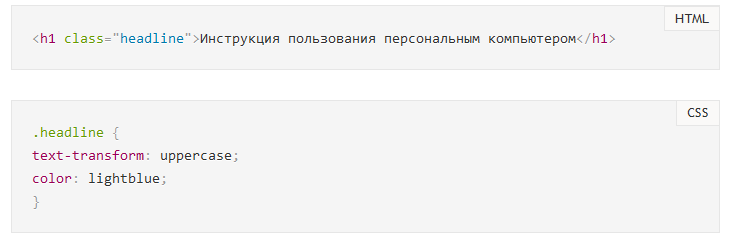 HTML
<h1 class="headline">Инструкция пользования персональным компьютером</h1>
CSS
.headline {
text-transform: uppercase;
color: lightblue;
}